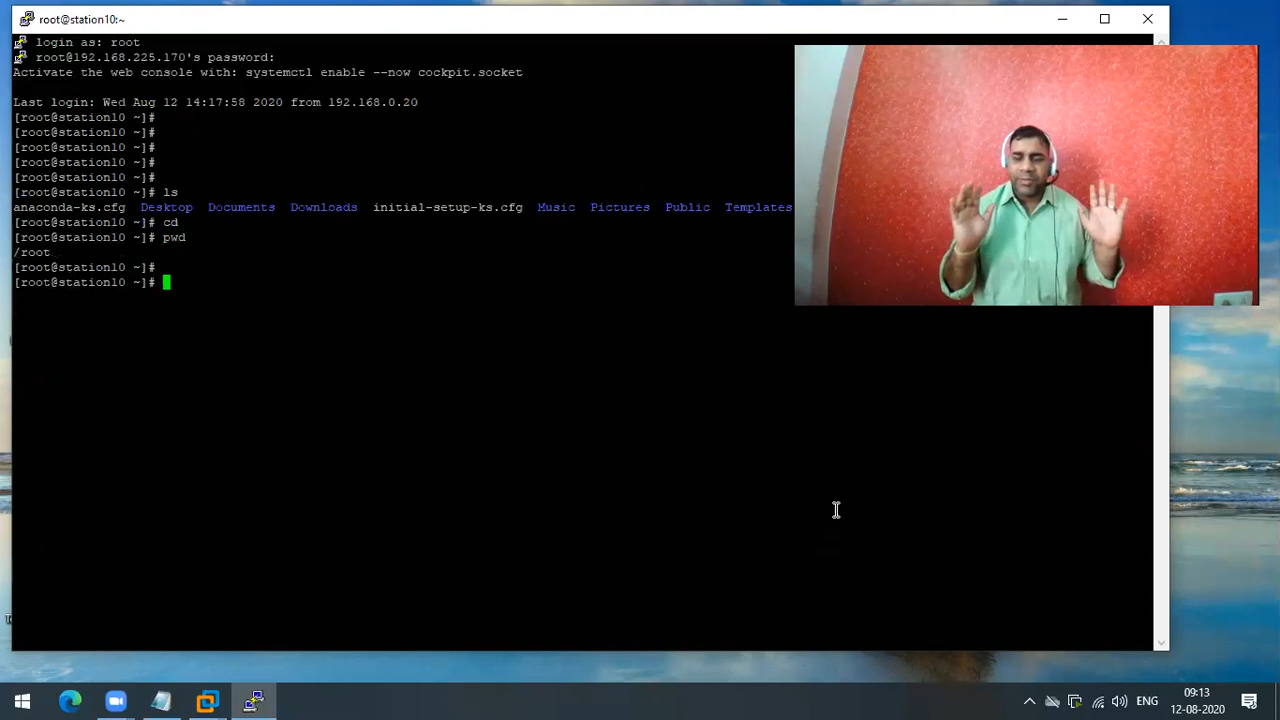 root@station10:~
login as: root
root@192.168.225.170's password:
Activate the web console with: systemctl enable --now cockpit.socket
Last login: Wed Aug 12 14:17:58 2020 from 192.168.0.20
[root@station10 ~]#
[root@station10 ~]#
[root@station10 ~]#
[root@station10 ~]#
[root@station10 ~]#
[root@station10 ~]# ls
anaconda-ks.cfg Desktop Documents Downloads initial-setup-ks.cfg Music Pictures Public Templates
[root@station10 ~]# cd
[root@station10 ~]# pwd
/root
[root@station10 ~]#
[root@station10 ~]#
ENG
09:13
12-08-2020